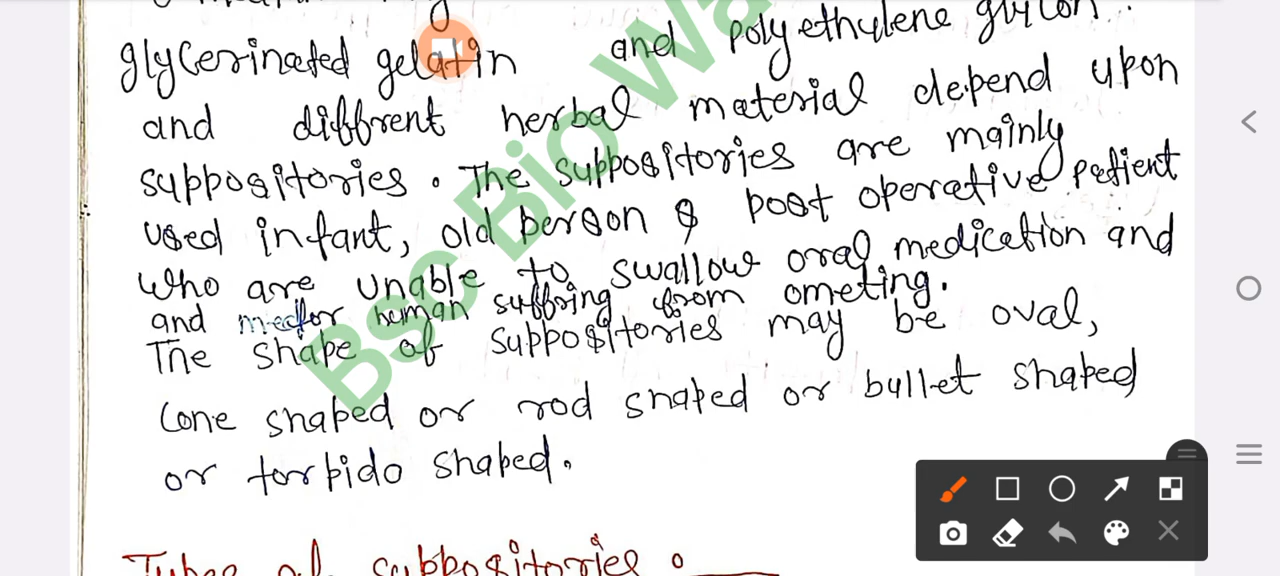 glycerinated gelatin and polyethylene
and diffrent herbal material depend upon
suppositories. The suppositories are mainly
used infant, old person & post operative patient
who are unable to swallow oral medication and
and human suffring from ometing.
The shape of suppositories may be oval,
Cone shaped or rod shaped or bullet shaped
or torpido shaped.
Types of suppositories
Bsc Bio Wa